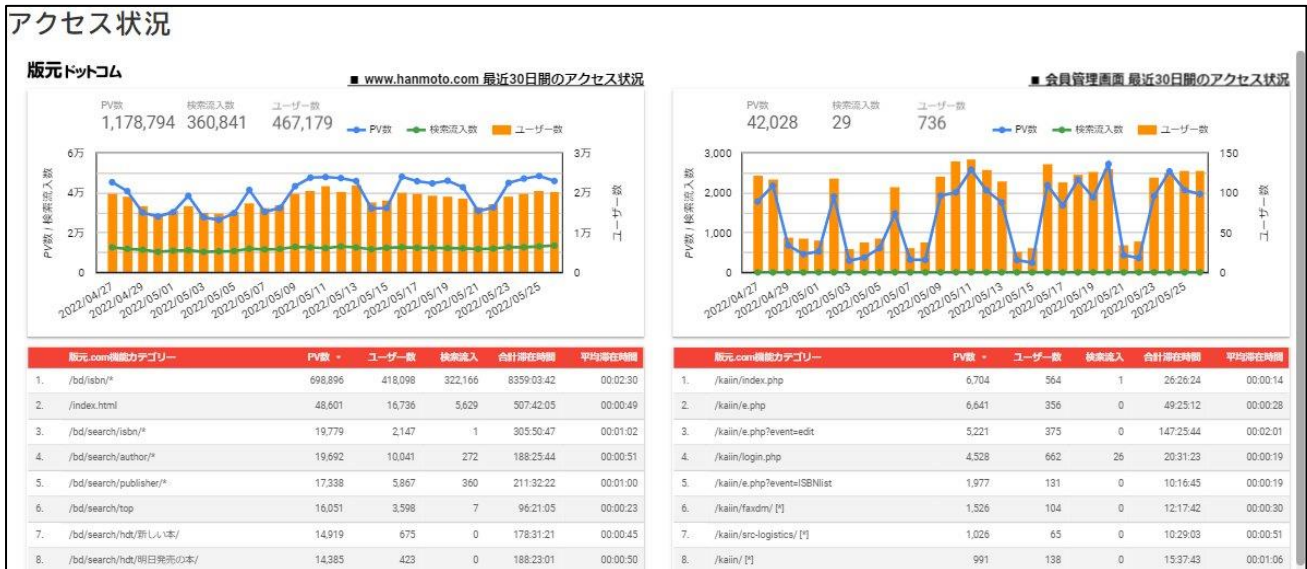 アクセス状況
版元ドットコム
■ www.hanmoto.com 最近30日間のアクセス状況
PV数 検索流入数 ユーザー数
1,178,794 360,841 467,179
PV数 検索流入数 ユーザー数
6万 3万
4万 2万
2万 1万
0 0
PV数 / 検索流入数
ユーザー数
2022/04/27 2022/04/29 2022/05/01 2022/05/03 2022/05/05 2022/05/07 2022/05/09 2022/05/11 2022/05/13 2022/05/15 2022/05/17 2022/05/19 2022/05/21 2022/05/23 2022/05/25
版元.com機能カテゴリー PV数 ユーザー数 検索流入 合計滞在時間 平均滞在時間
1. /bd/isbn/* 698,896 418,098 322,166 8359:03:42 00:02:30
2. /index.html 48,601 16,736 5,629 507:42:05 00:00:49
3. /bd/search/isbn/* 19,779 2,147 1 305:50:47 00:01:02
4. /bd/search/author/* 19,692 10,041 272 188:25:44 00:00:51
5. /bd/search/publisher/* 17,338 5,867 360 211:32:22 00:01:00
6. /bd/search/top 16,051 3,598 7 96:21:05 00:00:23
7. /bd/search/hdt/新しい本/ 14,919 675 0 178:31:21 00:00:45
8. /bd/search/hdt/明日発売の本/ 14,385 423 0 188:23:01 00:00:50
■ 会員管理画面 最近30日間のアクセス状況
PV数 検索流入数 ユーザー数
42,028 29 736
PV数 検索流入数 ユーザー数
3,000 150
2,000 100
1,000 50
0 0
PV数 / 検索流入数
ユーザー数
2022/04/27 2022/04/29 2022/05/01 2022/05/03 2022/05/05 2022/05/07 2022/05/09 2022/05/11 2022/05/13 2022/05/15 2022/05/17 2022/05/19 2022/05/21 2022/05/23 2022/05/25
版元.com機能カテゴリー PV数 ユーザー数 検索流入 合計滞在時間 平均滞在時間
1. /kaiin/index.php 6,704 564 1 26:26:24 00:00:14
2. /kaiin/e.php 6,641 356 0 49:25:12 00:00:28
3. /kaiin/e.php?event=edit 5,221 375 0 147:25:44 00:02:01
4. /kaiin/login.php 4,528 662 26 20:31:23 00:00:19
5. /kaiin/e.php?event=ISBNlist 1,977 131 0 10:16:45 00:00:19
6. /kaiin/faxdm/ [*] 1,526 104 0 12:17:42 00:00:30
7. /kaiin/src-logistics/ [*] 1,026 65 0 10:29:03 00:00:51
8. /kaiin/ [*] 991 138 0 15:37:43 00:01:06